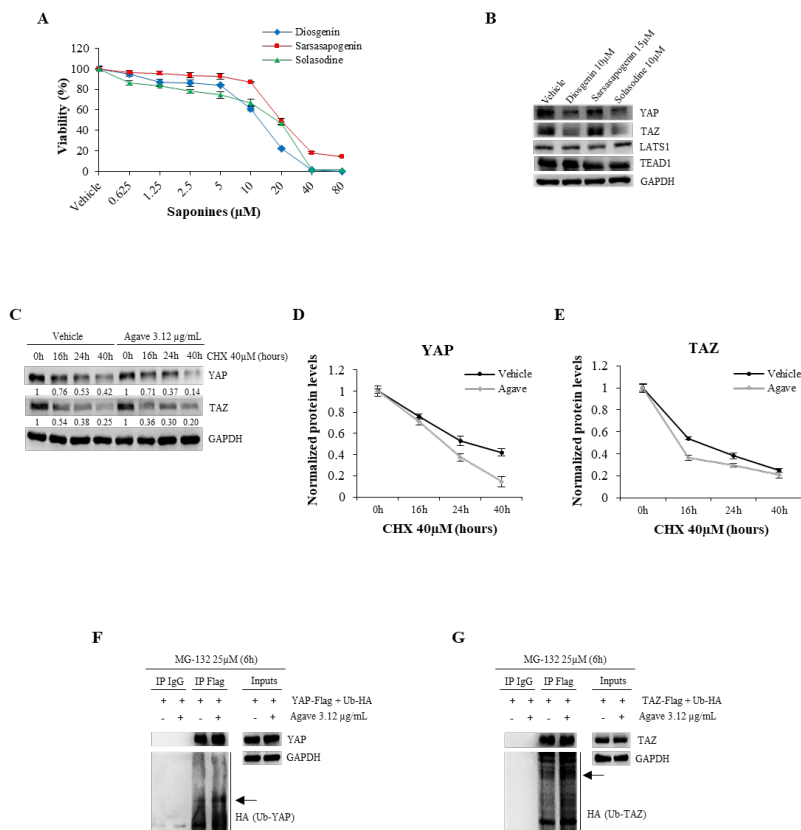 A
Diosgenin
Sarsasapogenin
Solasodine
120
100
80
60
40
20
0
Viability (%)
Vehicle
0.625
1.25
2.5
5
10
20
40
80
Saponines (µM)
B
Vehicle
Diosgenin 10µM
Sarsasapogenin 15µM
Solasodine 10µM
YAP
TAZ
LATS1
TEAD1
GAPDH
C
Vehicle Agave 3.12 µg/mL
0h 16h 24h 40h 0h 16h 24h 40h CHX 40µM (hours)
YAP
1 0.76 0.53 0.42 1 0.71 0.37 0.14
TAZ
1 0.54 0.38 0.25 1 0.36 0.30 0.20
GAPDH
D
YAP
Vehicle
Agave
Normalized protein levels
1.2
1
0.8
0.6
0.4
0.2
0
0h 16h 24h 40h
CHX 40µM (hours)
E
TAZ
Vehicle
Agave
Normalized protein levels
1.2
1
0.8
0.6
0.4
0.2
0
0h 16h 24h 40h
CHX 40µM (hours)
F
MG-132 25µM (6h)
IP IgG IP Flag Inputs
+ + + + + + YAP-Flag + Ub-HA
- + - + - + Agave 3.12 µg/mL
YAP
GAPDH
HA (Ub-YAP)
G
MG-132 25µM (6h)
IP IgG IP Flag Inputs
+ + + + + + TAZ-Flag + Ub-HA
- + - + - + Agave 3.12 µg/mL
TAZ
GAPDH
HA (Ub-TAZ)